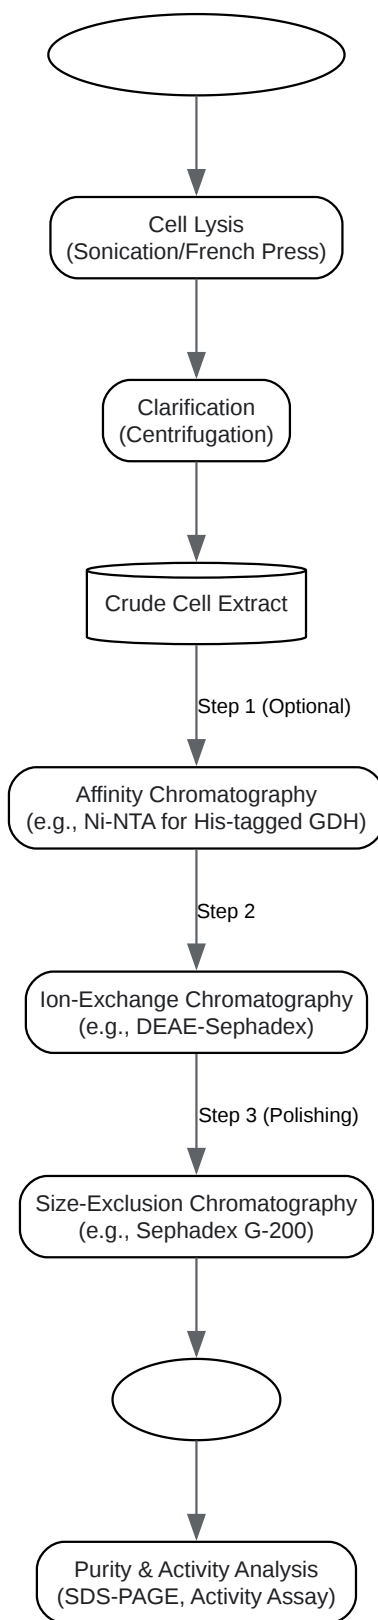 Cell Lysis
(Sonication/French Press)
Clarification
(Centrifugation)
Crude Cell Extract
Step 1 (Optional)
Affinity Chromatography
(e.g., Ni-NTA for His-tagged GDH)
Step 2
Ion-Exchange Chromatography
(e.g., DEAE-Sephadex)
Step 3 (Polishing)
Size-Exclusion Chromatography
(e.g., Sephadex G-200)
Purity & Activity Analysis
(SDS-PAGE, Activity Assay)